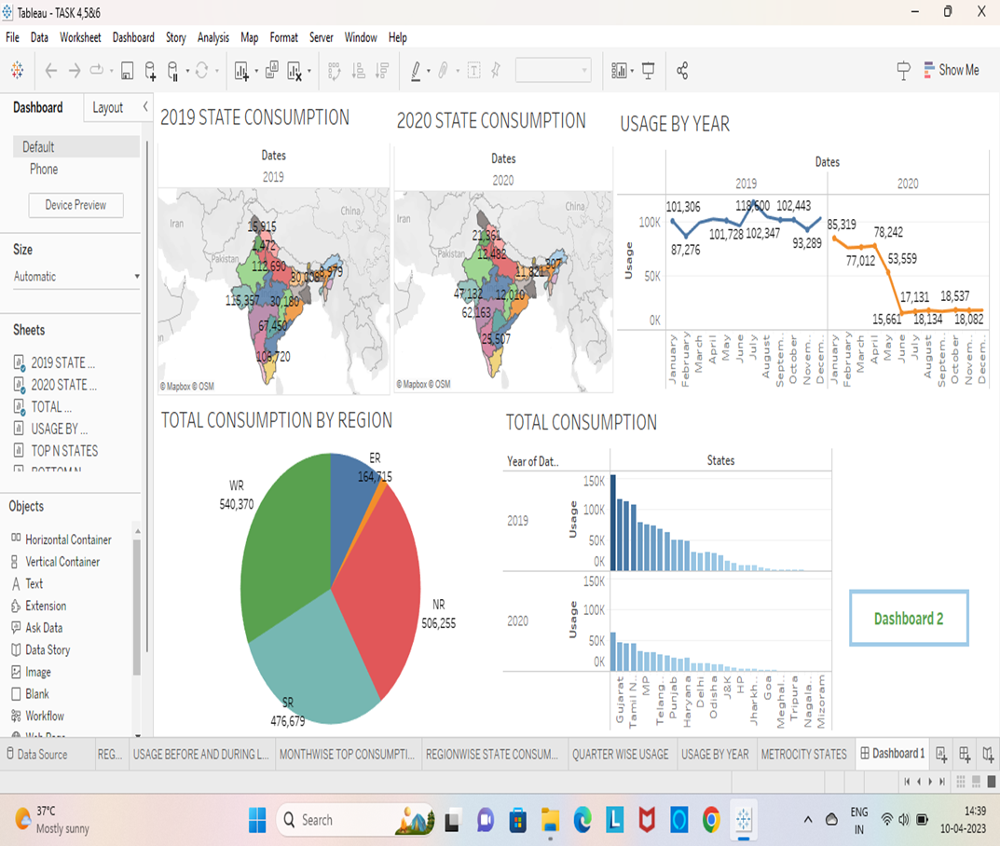 Tableau - TASK 4,5&6
File Data Worksheet Dashboard Story Analysis Map Format Server Window Help
Show Me
Dashboard Layout
Default
Phone
Device Preview
Size
Automatic
Sheets
2019 STATE ...
2020 STATE ...
TOTAL ...
USAGE BY ...
TOP N STATES
BOTTOM N
Objects
Horizontal Container
Vertical Container
Text
Extension
Ask Data
Data Story
Image
Blank
Workflow
Web Page
2019 STATE CONSUMPTION
Dates
2019
Iran
China
Pakistan
15,915
1,472
112,690
115,357
30,180
67,450
© Mapbox © OSM
2020 STATE CONSUMPTION
Dates
2020
Iran
China
Pakistan
21,361
12,482
47,132
12,010
62,163
25,507
© Mapbox © OSM
USAGE BY YEAR
Dates
2019 2020
Usage
100K
50K
0K
101,306
87,276
101,728
118,600
102,347
102,443
93,289
85,319
77,012
78,242
53,559
15,661
17,131
18,134
18,537
18,082
January
February
March
April
May
June
July
August
Septem..
October
Novem..
Decem..
January
February
March
April
May
June
July
August
Septem..
October
Novem..
Decem..
TOTAL CONSUMPTION BY REGION
ER
164,715
WR
540,370
NR
506,255
SR
476,679
TOTAL CONSUMPTION
Year of Dat.. States
2019
Usage
150K
100K
50K
0K
2020
Usage
150K
100K
50K
0K
Gujarat
Tamil N..
MP
Telang..
Punjab
Haryana
Delhi
Odisha
J&K
HP
Jharkh..
Goa
Meghal..
Tripura
Nagala..
Mizoram
Dashboard 2
Data Source REG... USAGE BEFORE AND DURING L... MONTHWISE TOP CONSUMPTI... REGIONWISE STATE CONSUM... QUARTER WISE USAGE USAGE BY YEAR METROCITY STATES Dashboard 1
37°C
Mostly sunny
Search
ENG
IN
14:39
10-04-2023